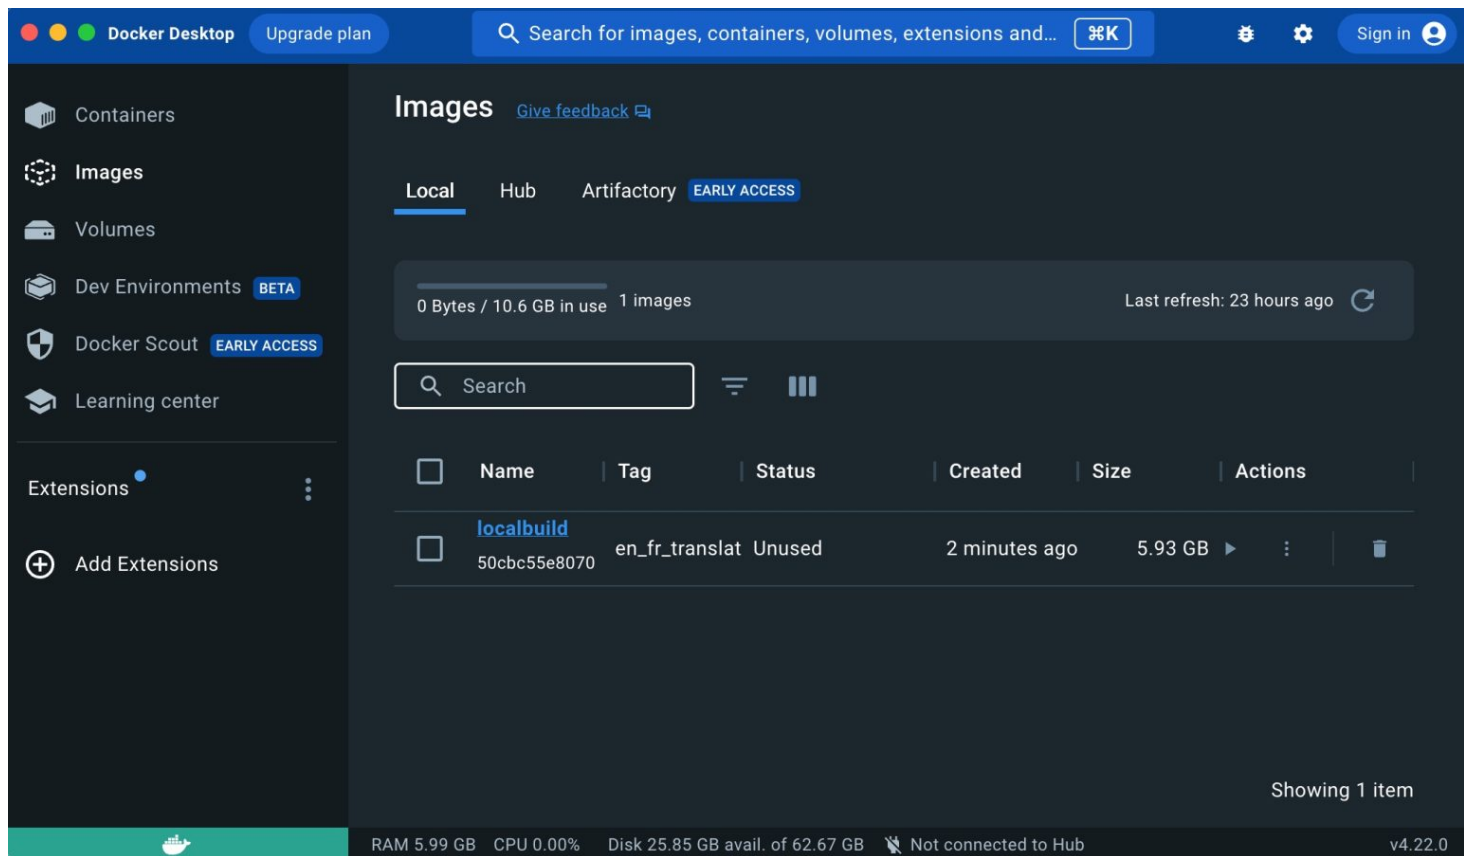 Docker Desktop Upgrade plan Search for images, containers, volumes, extensions and... ⌘K Sign in
Containers
Images
Volumes
Dev Environments BETA
Docker Scout EARLY ACCESS
Learning center
Extensions
Add Extensions
Images Give feedback
Local Hub Artifactory EARLY ACCESS
0 Bytes / 10.6 GB in use 1 images Last refresh: 23 hours ago
Search
Name Tag Status Created Size Actions
localbuild
50cbc55e8070 en_fr_translat Unused 2 minutes ago 5.93 GB
Showing 1 item
RAM 5.99 GB CPU 0.00% Disk 25.85 GB avail. of 62.67 GB Not connected to Hub v4.22.0